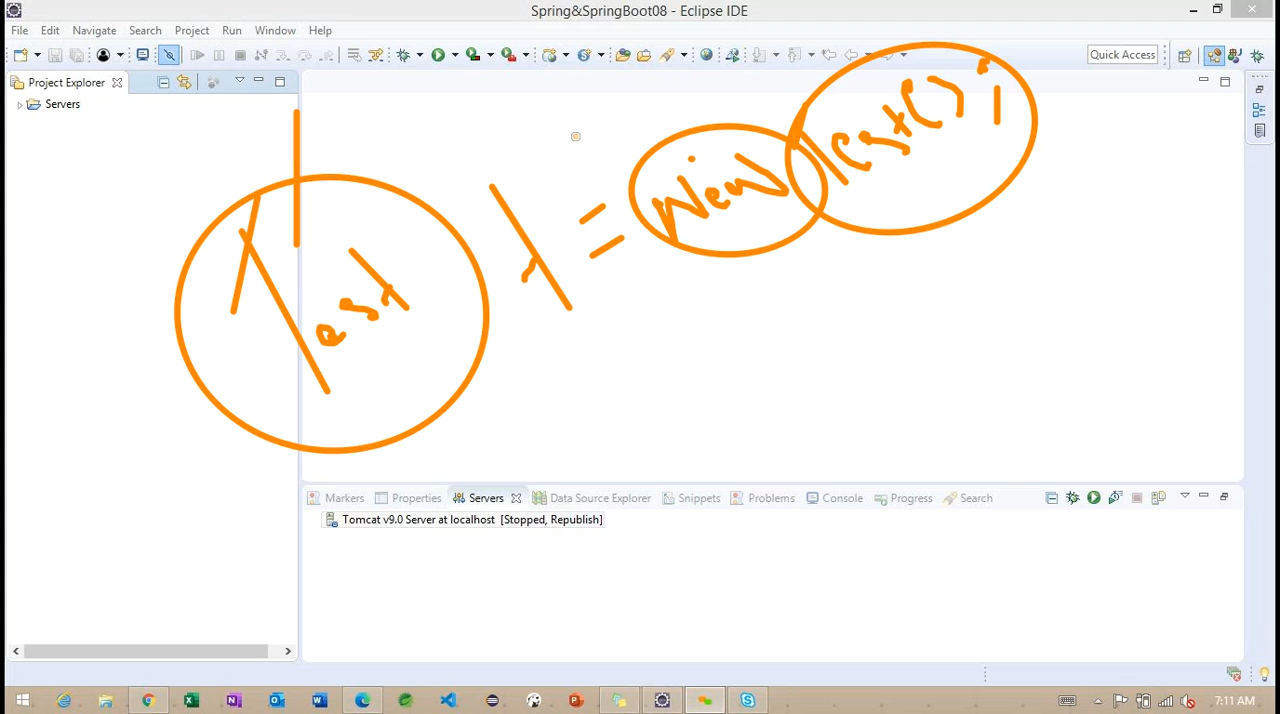 Spring&SpringBoot08 - Eclipse IDE
File Edit Navigate Search Project Run Window Help
Quick Access
Project Explorer
Servers
Test t = New Test();
Markers Properties Servers Data Source Explorer Snippets Problems Console Progress Search
Tomcat v9.0 Server at localhost [Stopped, Republish]
7:11 AM